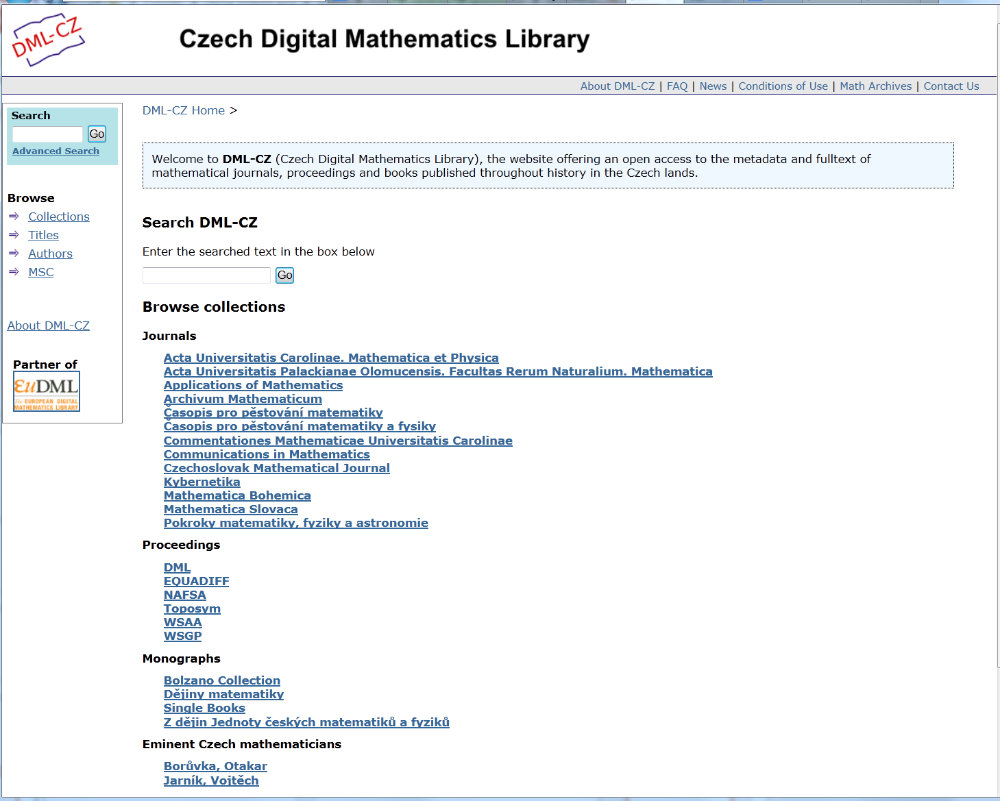 DML-CZ
Czech Digital Mathematics Library
About DML-CZ | FAQ | News | Conditions of Use | Math Archives | Contact Us
Search
Go
Advanced Search
Browse
⇒ Collections
⇒ Titles
⇒ Authors
⇒ MSC
About DML-CZ
Partner of
EuDML
The EUROPEAN DIGITAL
MATHEMATICS LIBRARY
DML-CZ Home >
Welcome to DML-CZ (Czech Digital Mathematics Library), the website offering an open access to the metadata and fulltext of
mathematical journals, proceedings and books published throughout history in the Czech lands.
Search DML-CZ
Enter the searched text in the box below
Go
Browse collections
Journals
Acta Universitatis Carolinae. Mathematica et Physica
Acta Universitatis Palackianae Olomucensis. Facultas Rerum Naturalium. Mathematica
Applications of Mathematics
Archivum Mathematicum
Časopis pro pěstování matematiky
Časopis pro pěstování matematiky a fysiky
Commentationes Mathematicae Universitatis Carolinae
Communications in Mathematics
Czechoslovak Mathematical Journal
Kybernetika
Mathematica Bohemica
Mathematica Slovaca
Pokroky matematiky, fyziky a astronomie
Proceedings
DML
EQUADIFF
NAFSA
Toposym
WSAA
WSGP
Monographs
Bolzano Collection
Dějiny matematiky
Single Books
Z dějin Jednoty českých matematiků a fyziků
Eminent Czech mathematicians
Borůvka, Otakar
Jarník, Vojtěch